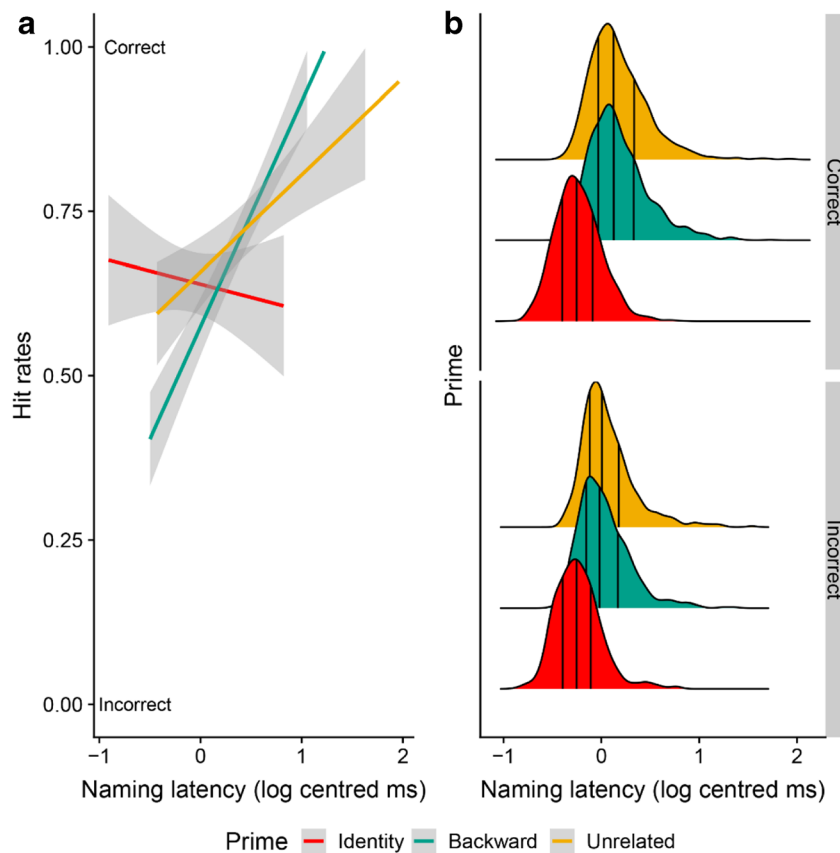 a
b
1.00
Correct
0.75
Hit rates
0.50
0.25
0.00
Incorrect
−1
0
1
2
Naming latency (log centred ms)
Prime
Correct
Incorrect
−1
0
1
2
Naming latency (log centred ms)
Prime Identity Backward Unrelated